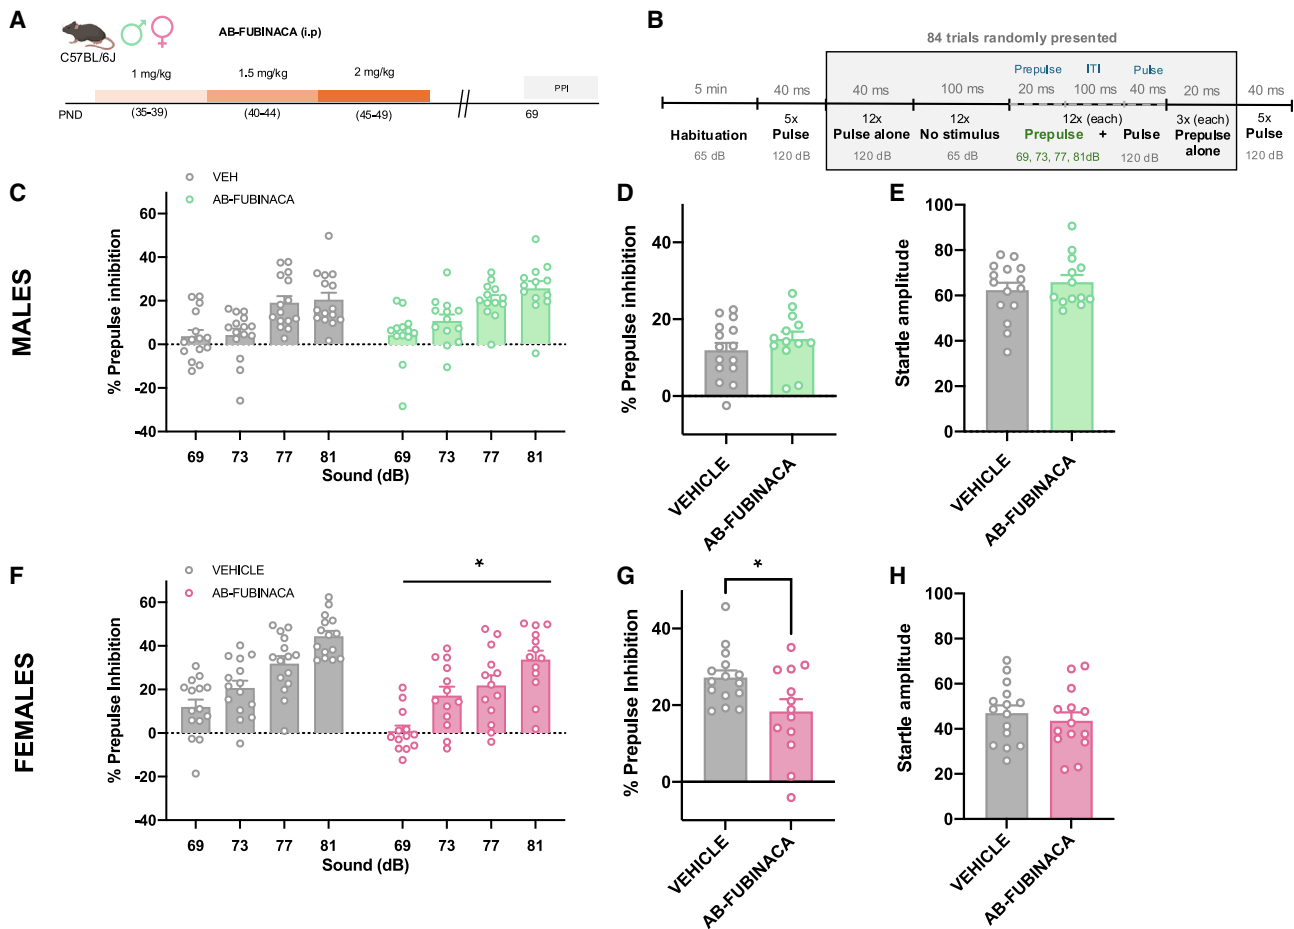 A
AB-FUBINACA (i.p)
C57BL/6J
1 mg/kg
1.5 mg/kg
2 mg/kg
PPI
PND
(35-39)
(40-44)
(45-49)
69
B
84 trials randomly presented
Prepulse
ITI
Pulse
5 min
40 ms
40 ms
100 ms
20 ms
100 ms
40 ms
20 ms
40 ms
Habituation
65 dB
5x
Pulse
120 dB
12x
Pulse alone
120 dB
12x
No stimulus
65 dB
12x (each)
Prepulse + Pulse
69, 73, 77, 81dB
120 dB
3x (each)
Prepulse
alone
5x
Pulse
120 dB
MALES
C
VEH
AB-FUBINACA
% Prepulse inhibition
60
40
20
0
-20
-40
69 73 77 81 69 73 77 81
Sound (dB)
D
% Prepulse inhibition
40
20
0
VEHICLE
AB-FUBINACA
E
Startle amplitude
100
80
60
40
20
0
VEHICLE
AB-FUBINACA
FEMALES
F
VEHICLE
AB-FUBINACA
*
% Prepulse Inhibition
60
40
20
0
-20
-40
69 73 77 81 69 73 77 81
Sound (dB)
G
*
% Prepulse Inhibition
40
20
0
VEHICLE
AB-FUBINACA
H
Startle amplitude
100
80
60
40
20
0
VEHICLE
AB-FUBINACA